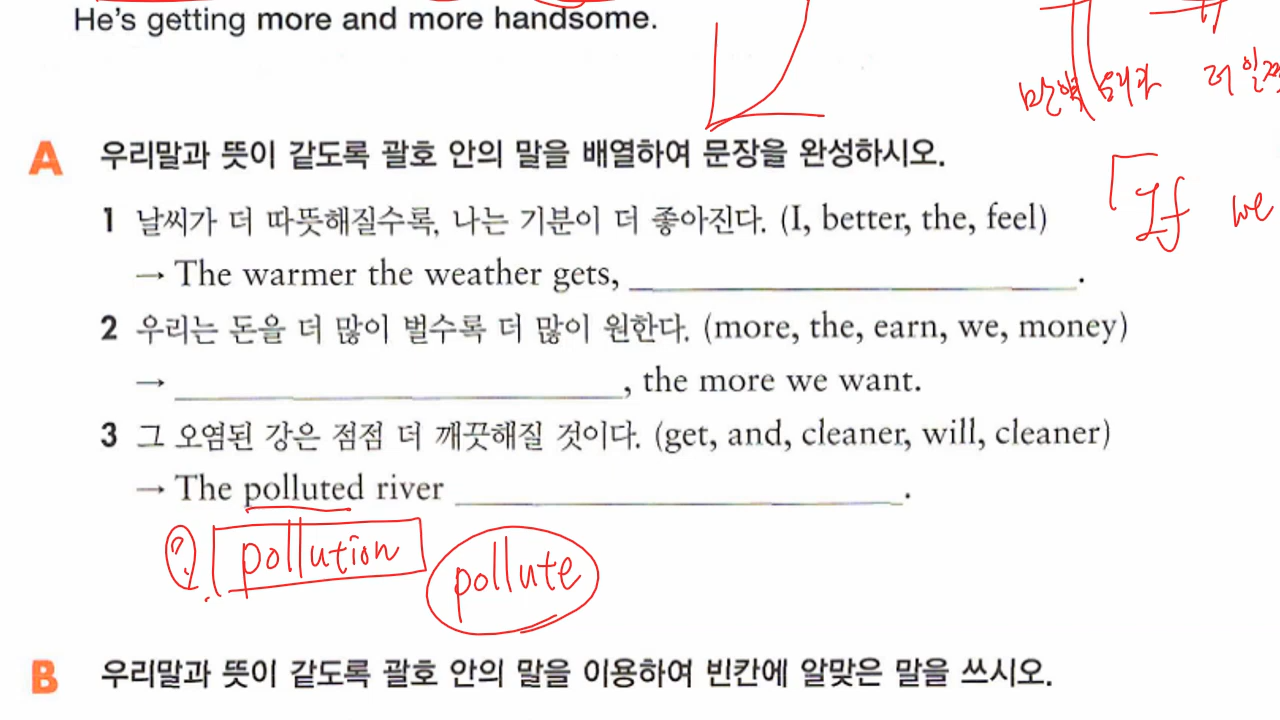 He's getting more and more handsome.
더 일찍
A 우리말과 뜻이 같도록 괄호 안의 말을 배열하여 문장을 완성하시오.
1 날씨가 더 따뜻해질수록, 나는 기분이 더 좋아진다. (I, better, the, feel)
→ The warmer the weather gets, ____________.
If we
2 우리는 돈을 더 많이 벌수록 더 많이 원한다. (more, the, earn, we, money)
→ ____________, the more we want.
3 그 오염된 강은 점점 더 깨끗해질 것이다. (get, and, cleaner, will, cleaner)
→ The polluted river ____________.
pollution
pollute
B 우리말과 뜻이 같도록 괄호 안의 말을 이용하여 빈칸에 알맞은 말을 쓰시오.